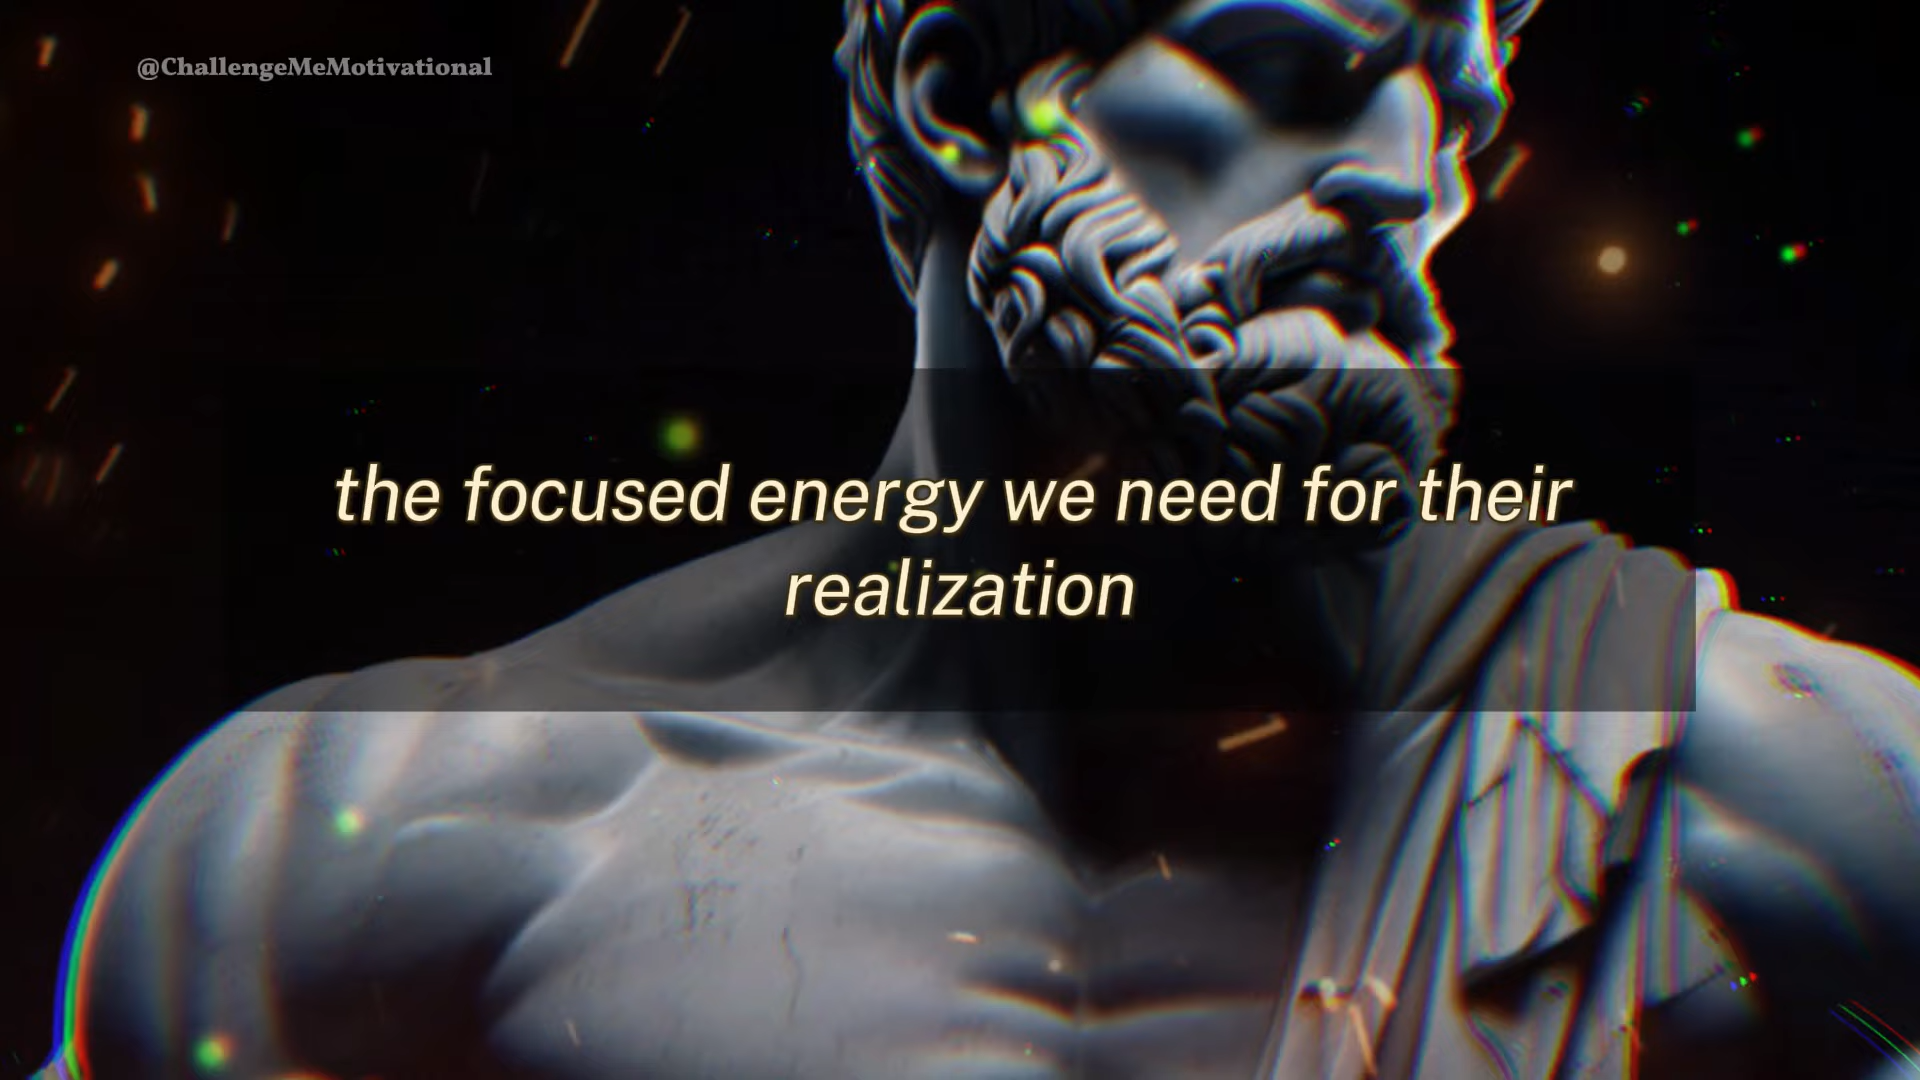 @ChallengeMeMotivational
the focused energy we need for their
realization